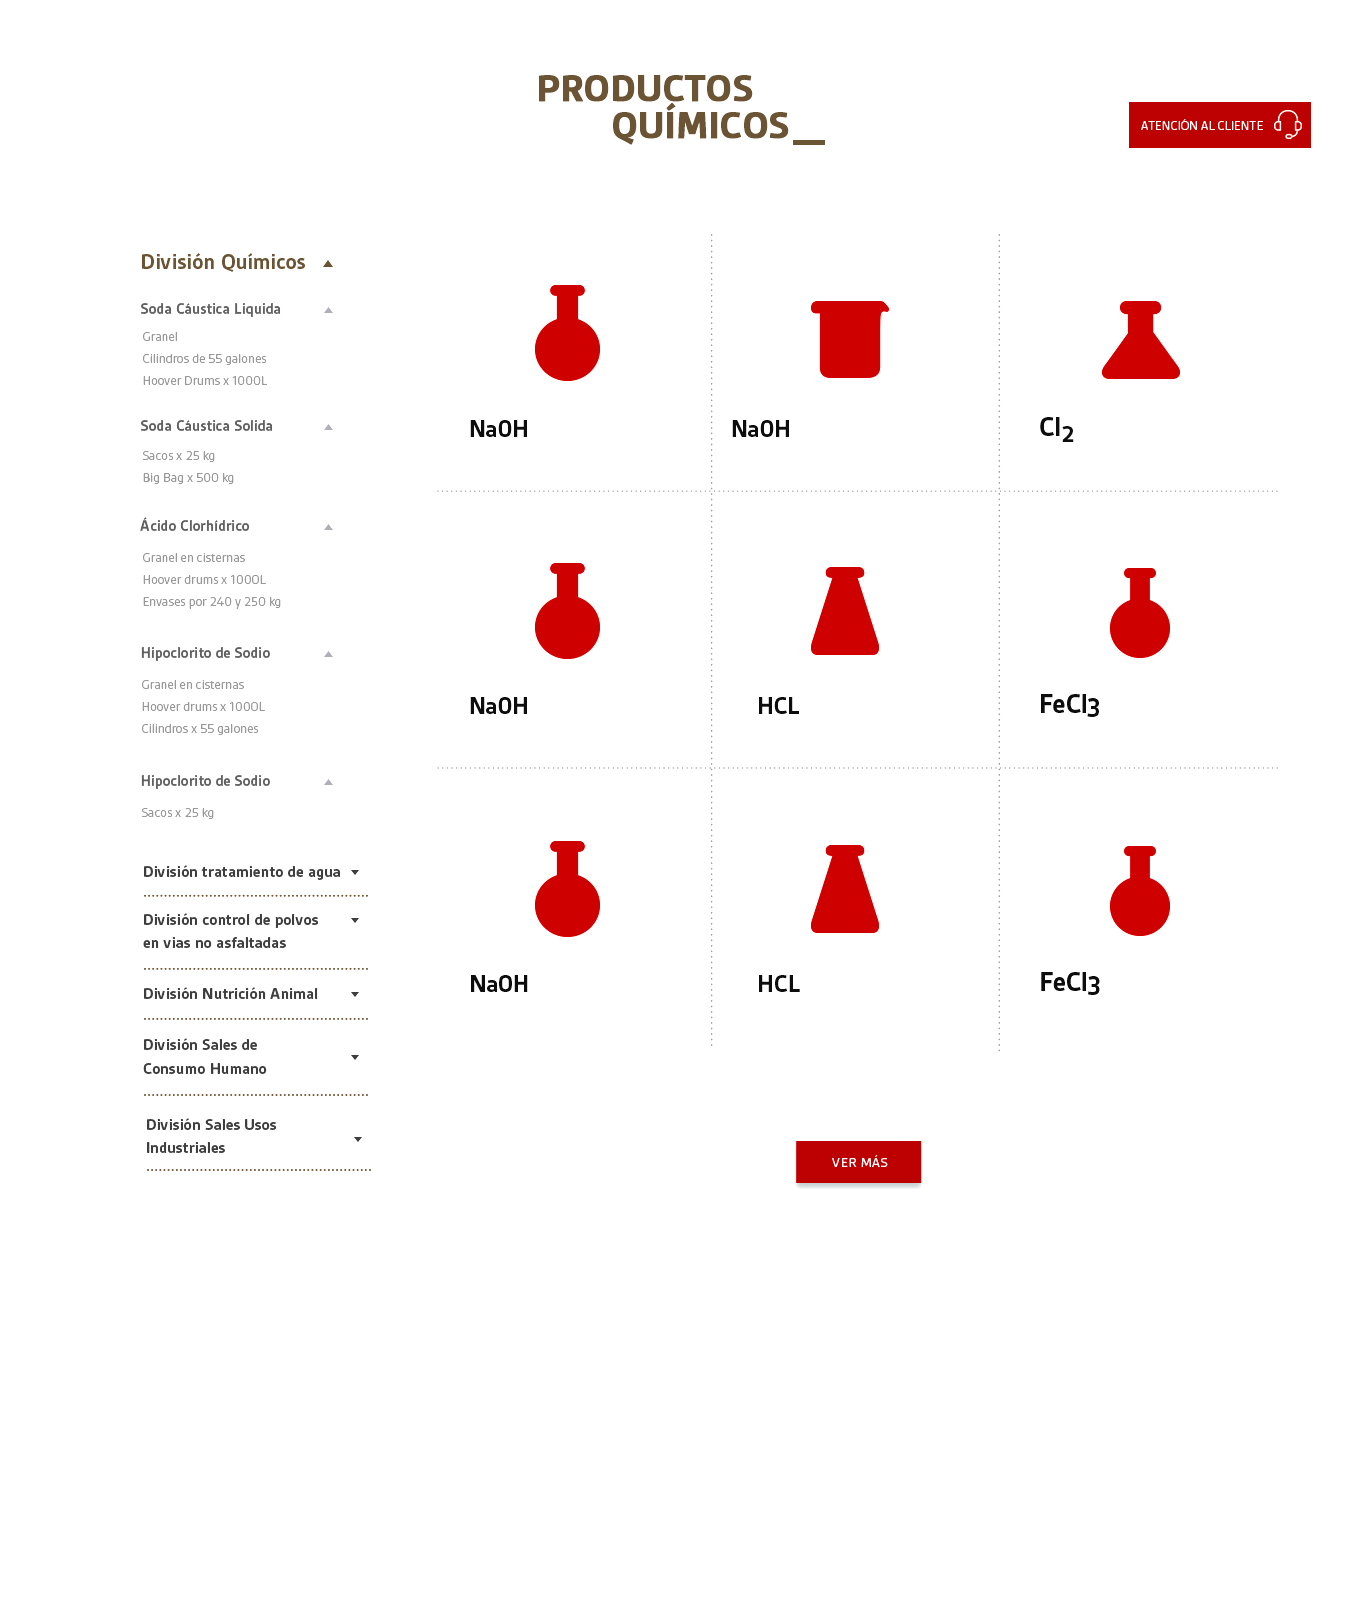 PRODUCTOS
QUÍMICOS_
ATENCIÓN AL CLIENTE
División Químicos
Soda Cáustica Liquida
Granel
Cilindros de 55 galones
Hoover Drums x 1000L
Soda Cáustica Solida
Sacos x 25 kg
Big Bag x 500 kg
Ácido Clorhídrico
Granel en cisternas
Hoover drums x 1000L
Envases por 240 y 250 kg
Hipoclorito de Sodio
Granel en cisternas
Hoover drums x 1000L
Cilindros x 55 galones
Hipoclorito de Sodio
Sacos x 25 kg
División tratamiento de agua
División control de polvos
en vias no asfaltadas
División Nutrición Animal
División Sales de
Consumo Humano
División Sales Usos
Industriales
NaOH
NaOH
Cl2
NaOH
HCL
FeCl3
NaOH
HCL
FeCl3
VER MÁS